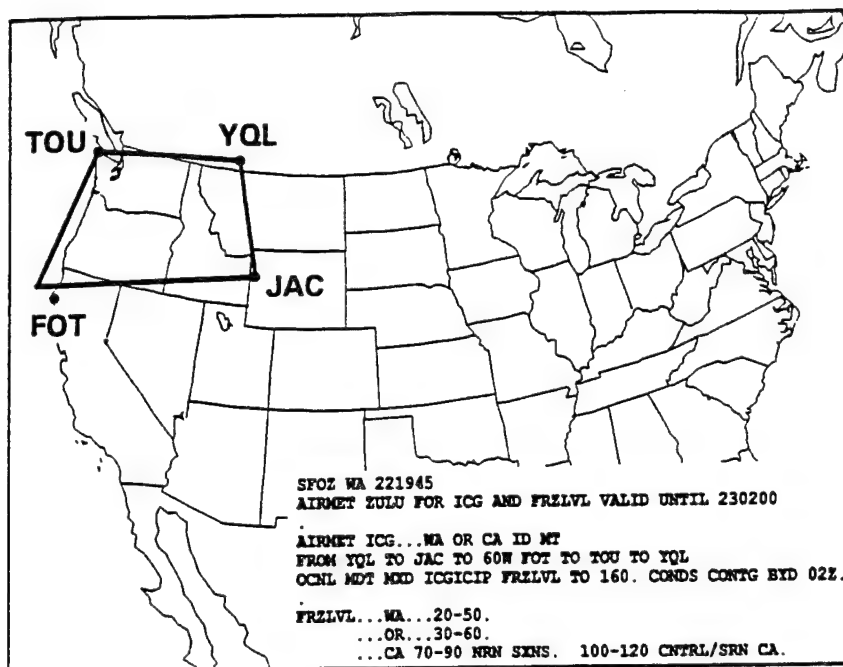 TOU
YQL
JAC
FOT
SFOZ WA 221945
AIRMET ZULU FOR ICG AND FRZLVL VALID UNTIL 230200
.
AIRMET ICG...WA OR CA ID MT
FROM YQL TO JAC TO 60W FOT TO TOU TO YQL
OCNL MDT MXD ICGICIP FRZLVL TO 160. CONDS CONTG BYD 02Z.
.
FRZLVL...WA...20-50.
...OR...30-60.
...CA 70-90 NRN SXNS. 100-120 CNTRL/SRN CA.